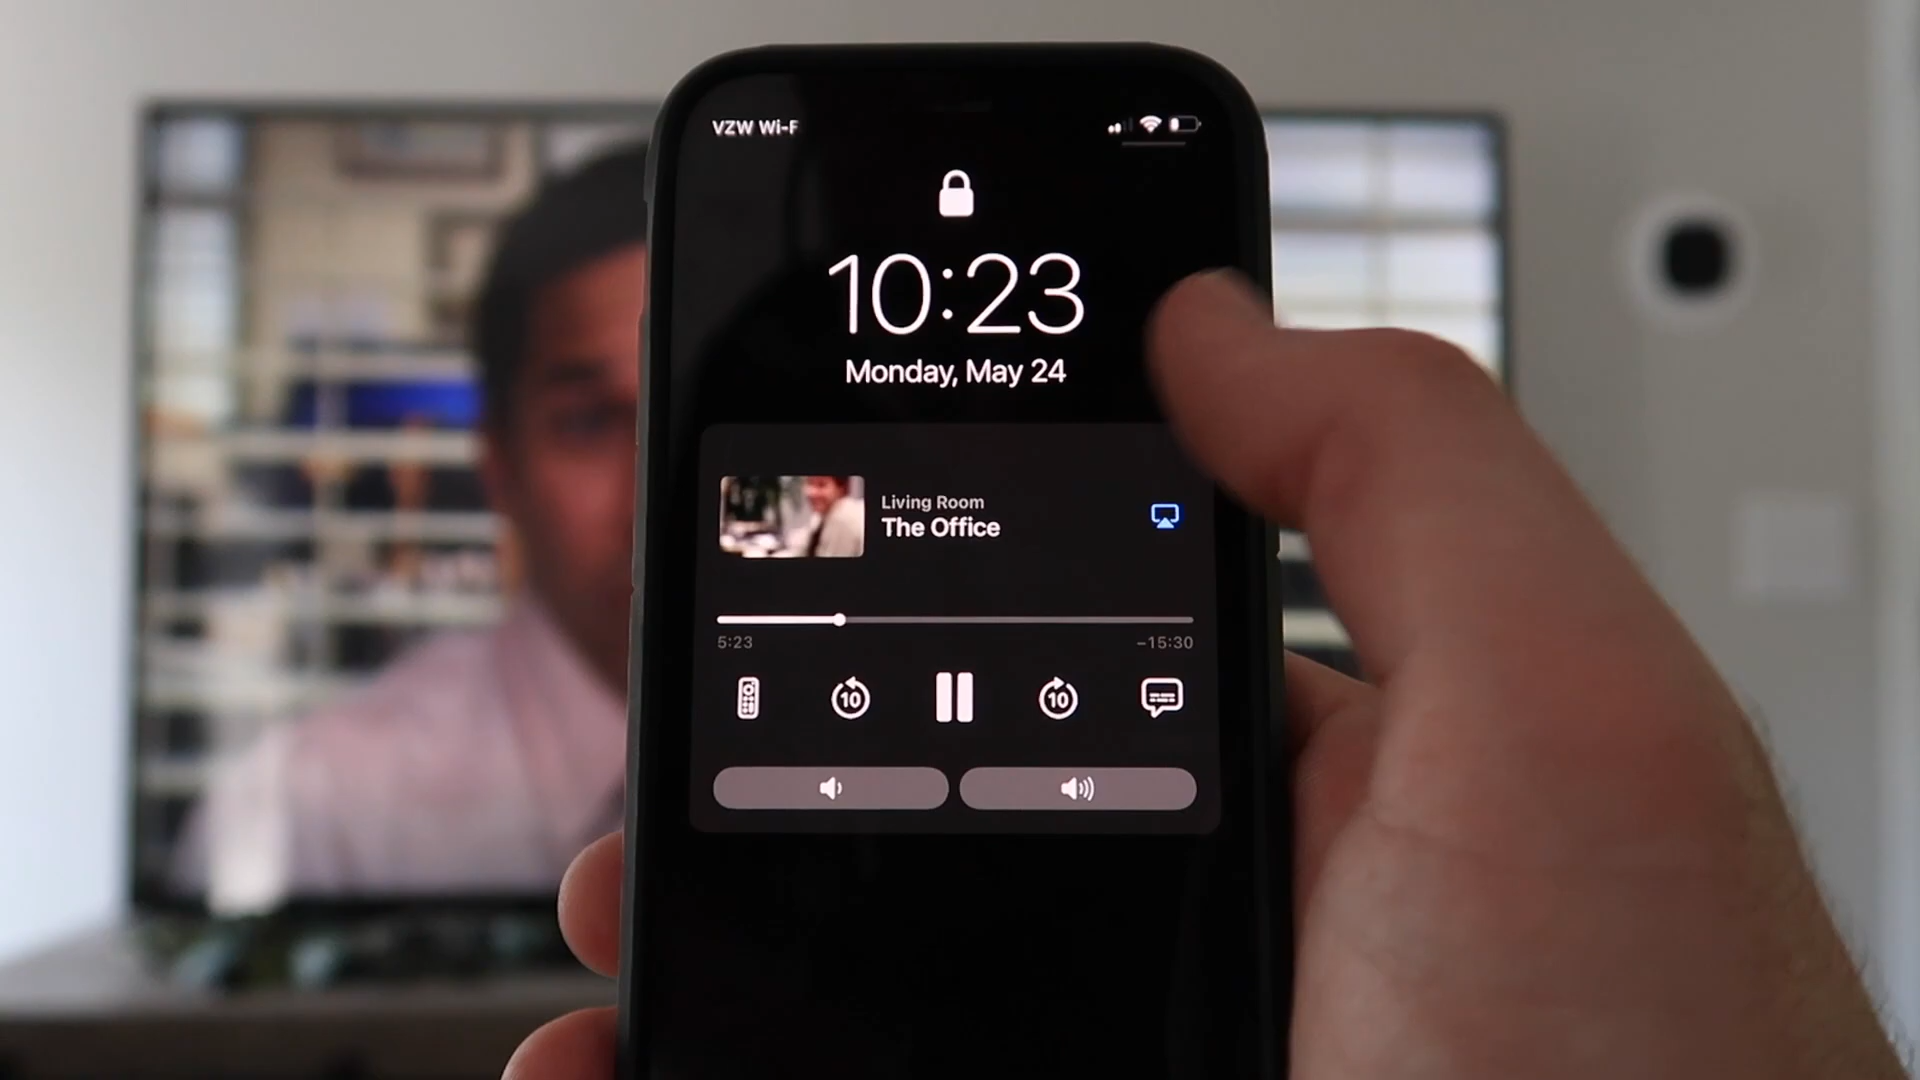 VZW Wi-F
10:23
Monday, May 24
Living Room
The Office
5:23
-15:30
10
10